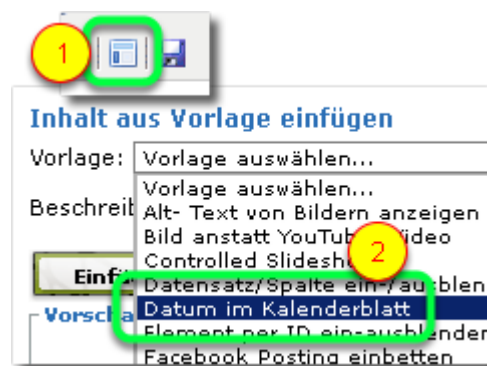 1
Inhalt aus Vorlage einfügen
Vorlage: Vorlage auswählen...
Vorlage auswählen...
Beschreib
Alt- Text von Bildern anzeigen
Bild anstatt YouTube Video
2
Controlled Slidesh
Einfü
Datensatz/Spalte ein-/ausblen
Vorscha
Datum im Kalenderblatt
Element per ID ein-ausblenden
Facebook Posting einbetten